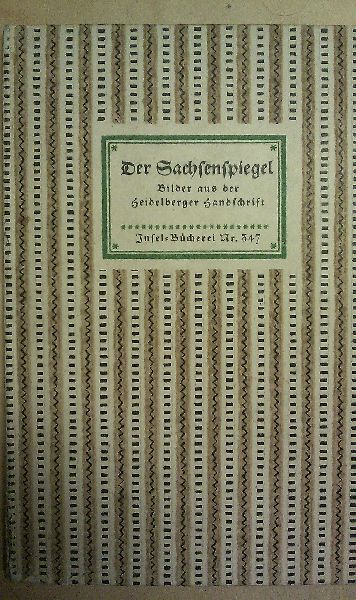 Der Sachsenspiegel
Bilder aus der
Heidelberger Handschrift
Insel-Bücherei Nr. 347